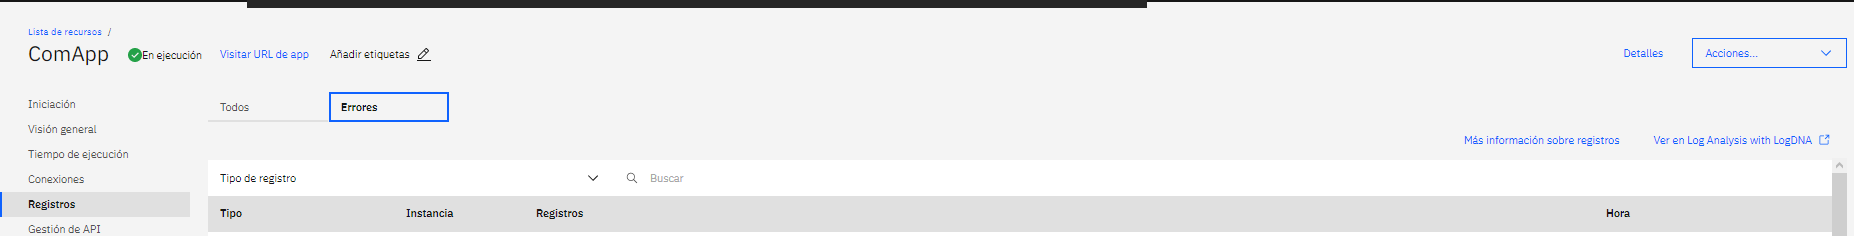 Lista de recursos /
ComApp En ejecución Visitar URL de app Añadir etiquetas Detalles Acciones...
Iniciación
Visión general
Tiempo de ejecución
Conexiones
Registros
Gestión de API
Todos Errores
Más información sobre registros Ver en Log Analysis with LogDNA
Tipo de registro Buscar
Tipo Instancia Registros Hora